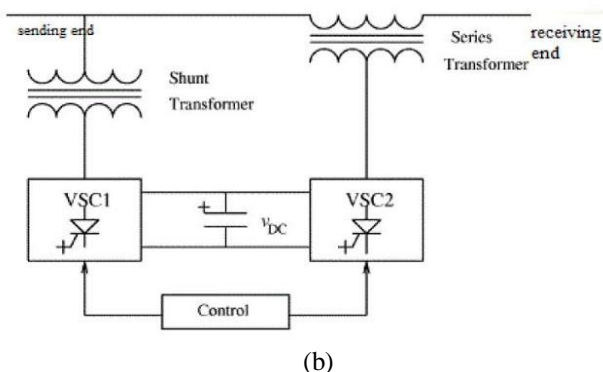 sending end
receiving
end
Series
Transformer
Shunt
Transformer
VSC1
VSC2
+
vDC
Control
(b)